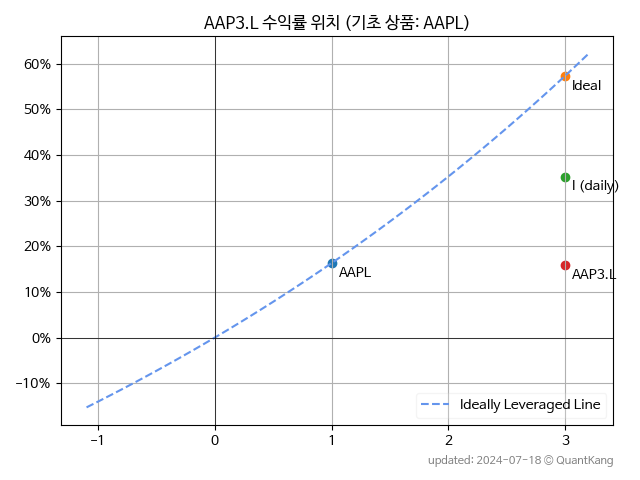 AAP3.L 수익률 위치 (기초 상품: AAPL)
60%
50%
40%
30%
20%
10%
0%
−10%
Ideal
I (daily)
AAPL
AAP3.L
Ideally Leveraged Line
−1 0 1 2 3
updated: 2024-07-18 © QuantKang